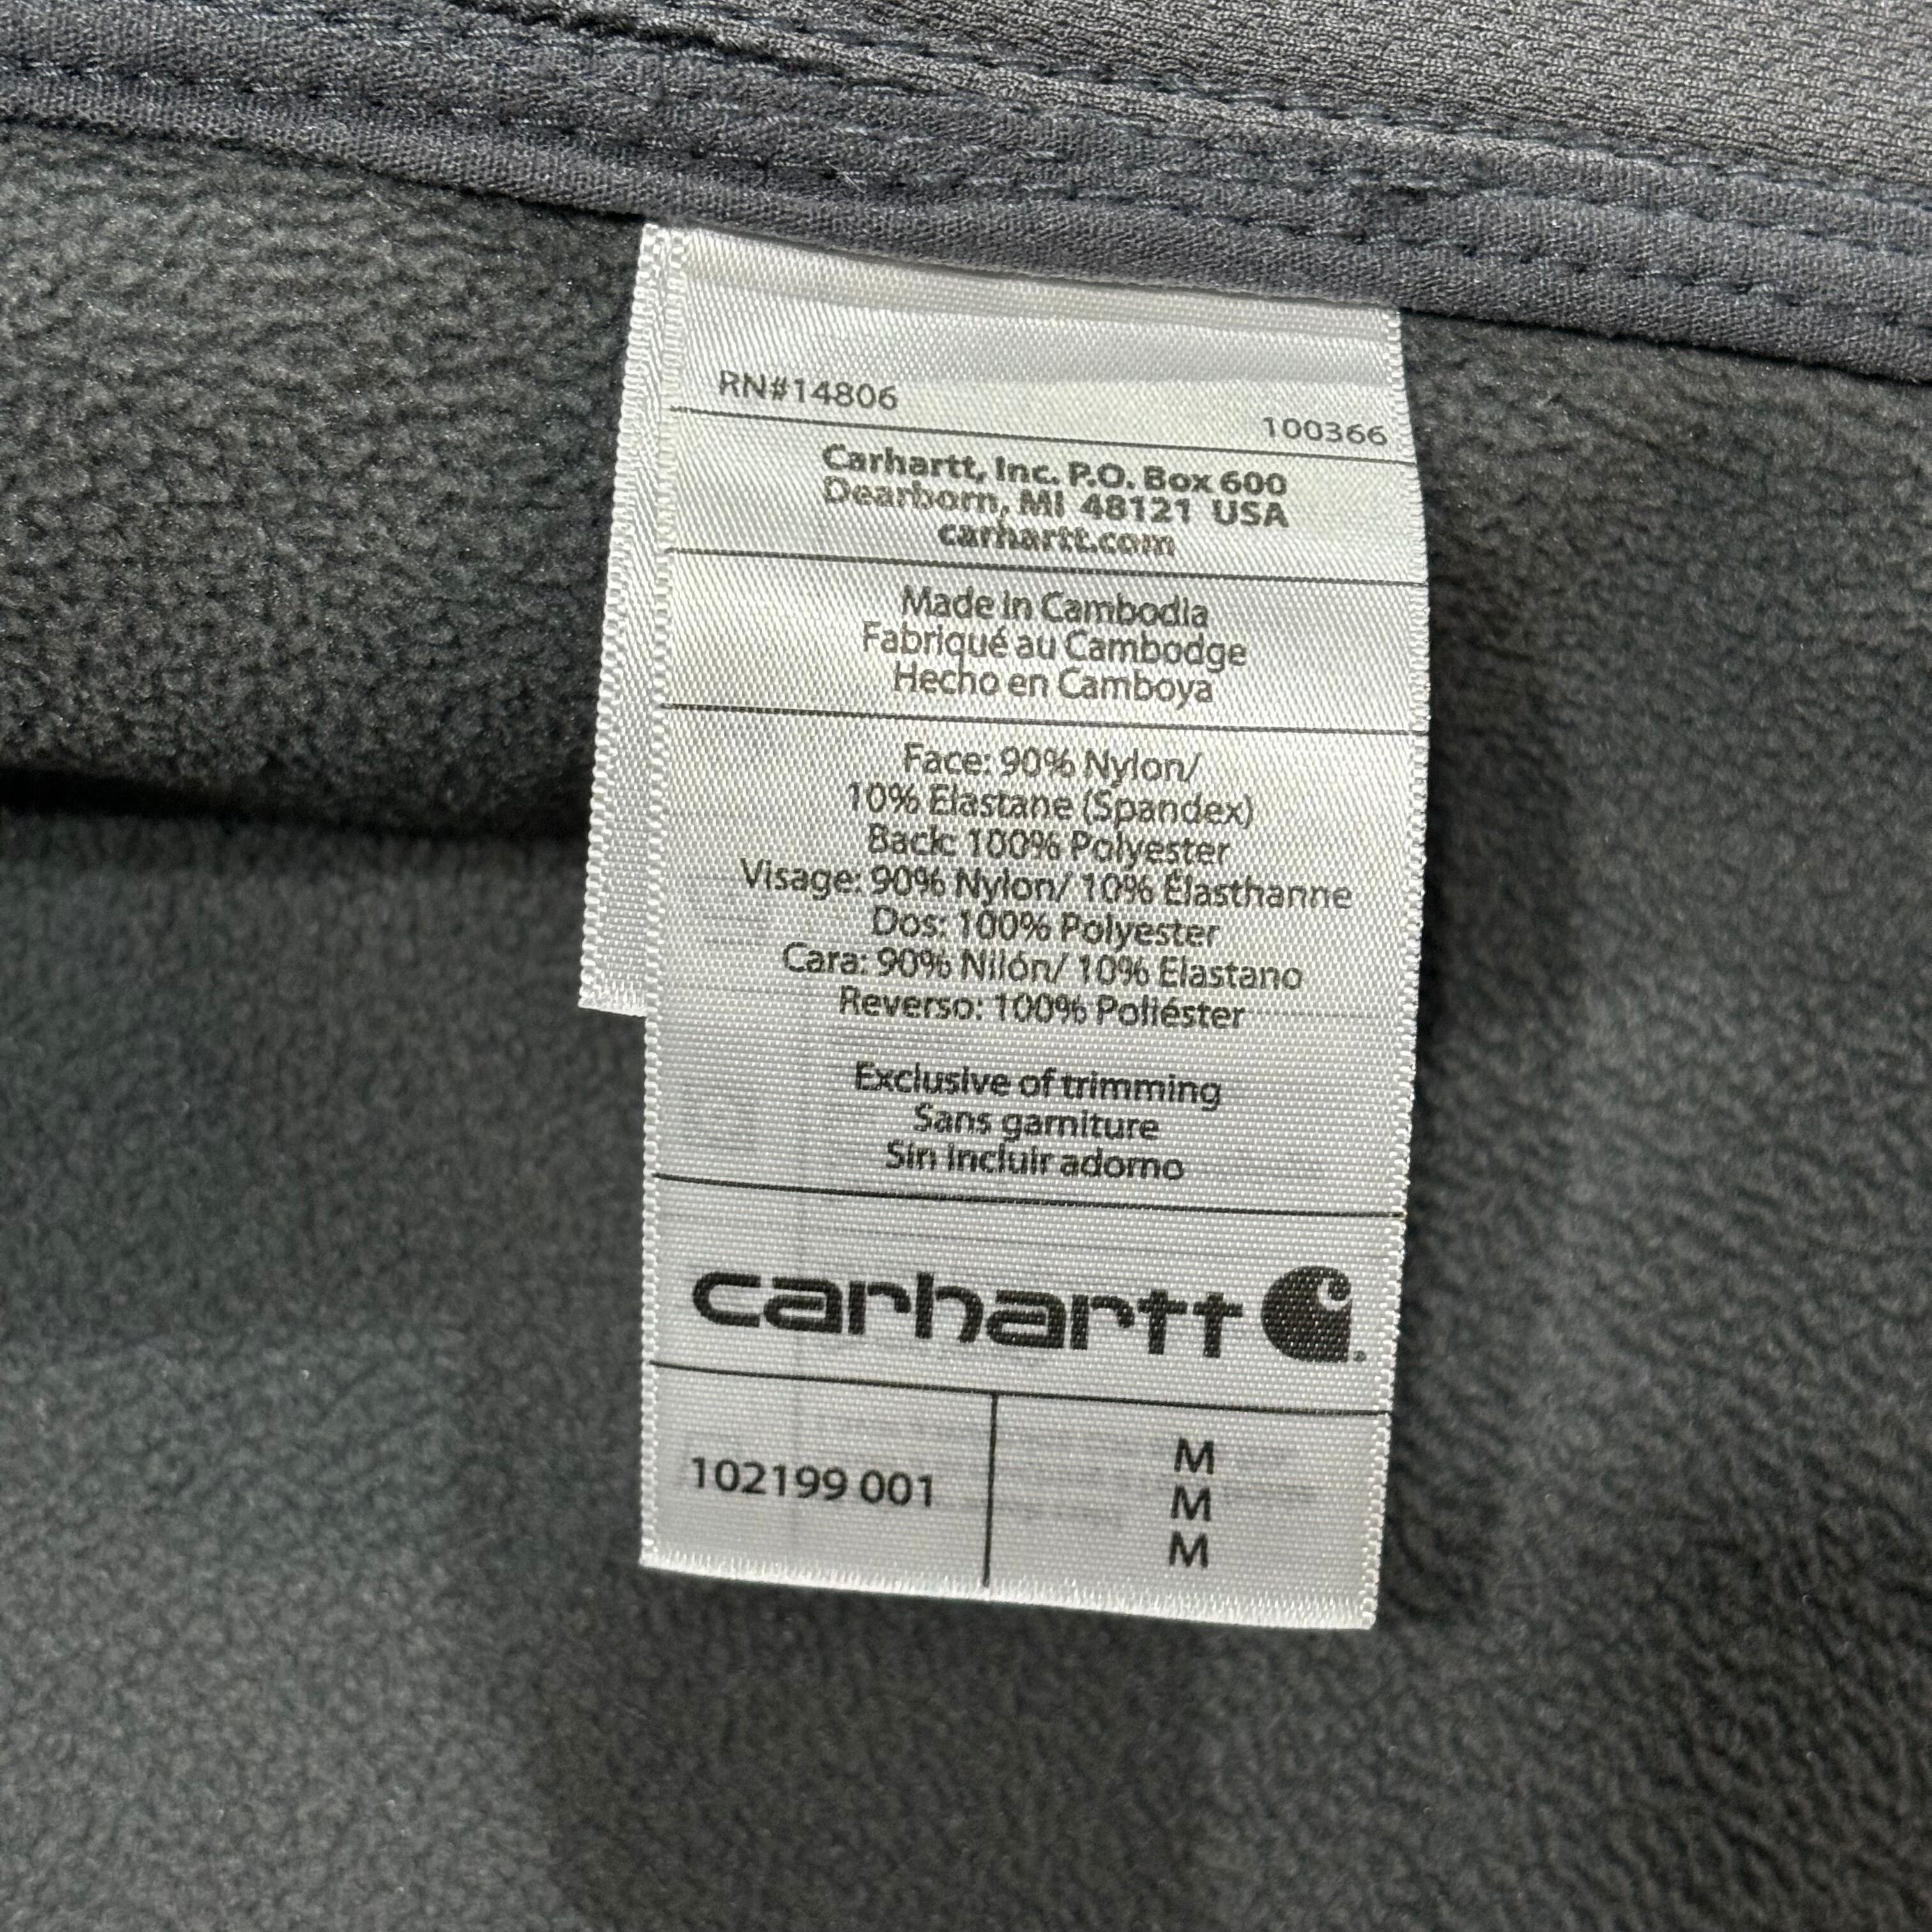 RN#14806
100366
Carhartt, Inc. P.O. Box 600
Dearborn, MI 48121 USA
carhartt.com
Made in Cambodia
Fabriqué au Cambodge
Hecho en Camboya
Face: 90% Nylon/
10% Elastane (Spandex)
Back: 100% Polyester
Visage: 90% Nylon/ 10% Élasthanne
Dos: 100% Polyester
Cara: 90% Nilón/ 10% Elastano
Reverso: 100% Poliéster
Exclusive of trimming
Sans garniture
Sin incluir adorno
carhartt
102199 001
M
M
M